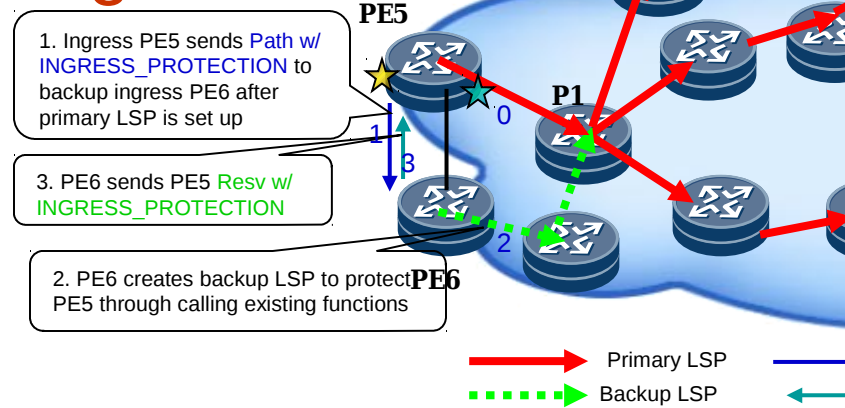 PE5
1. Ingress PE5 sends Path w/
INGRESS_PROTECTION to
backup ingress PE6 after
primary LSP is set up
P1
0
1
3
3. PE6 sends PE5 Resv w/
INGRESS_PROTECTION
2
2. PE6 creates backup LSP to protect
PE5 through calling existing functions
PE6
Primary LSP
Backup LSP